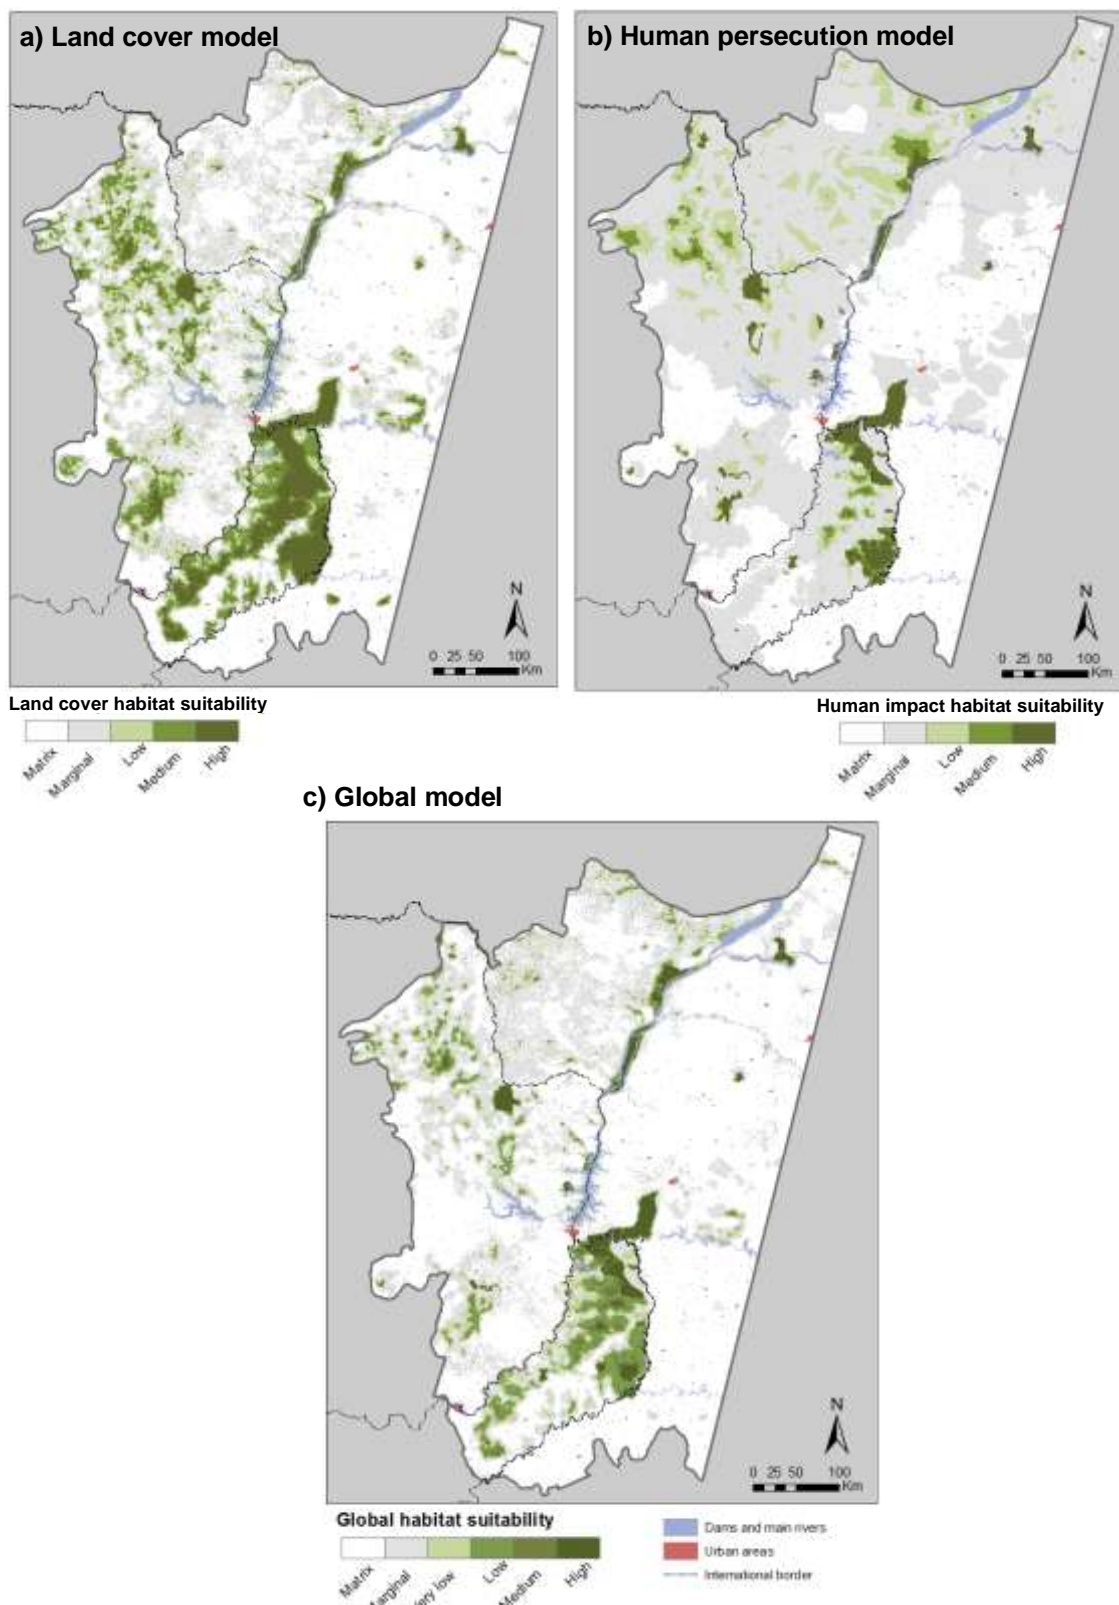 a) Land cover model
b) Human persecution model
N
0 25 50 100
Km
N
0 25 50 100
Km
Land cover habitat suitability
Matrix
Marginal
Low
Medium
High
Human impact habitat suitability
Matrix
Marginal
Low
Medium
High
c) Global model
N
0 25 50 100
Km
Global habitat suitability
Matrix
Marginal
low
Low
Medium
High
Dams and main rivers
Urban areas
International border